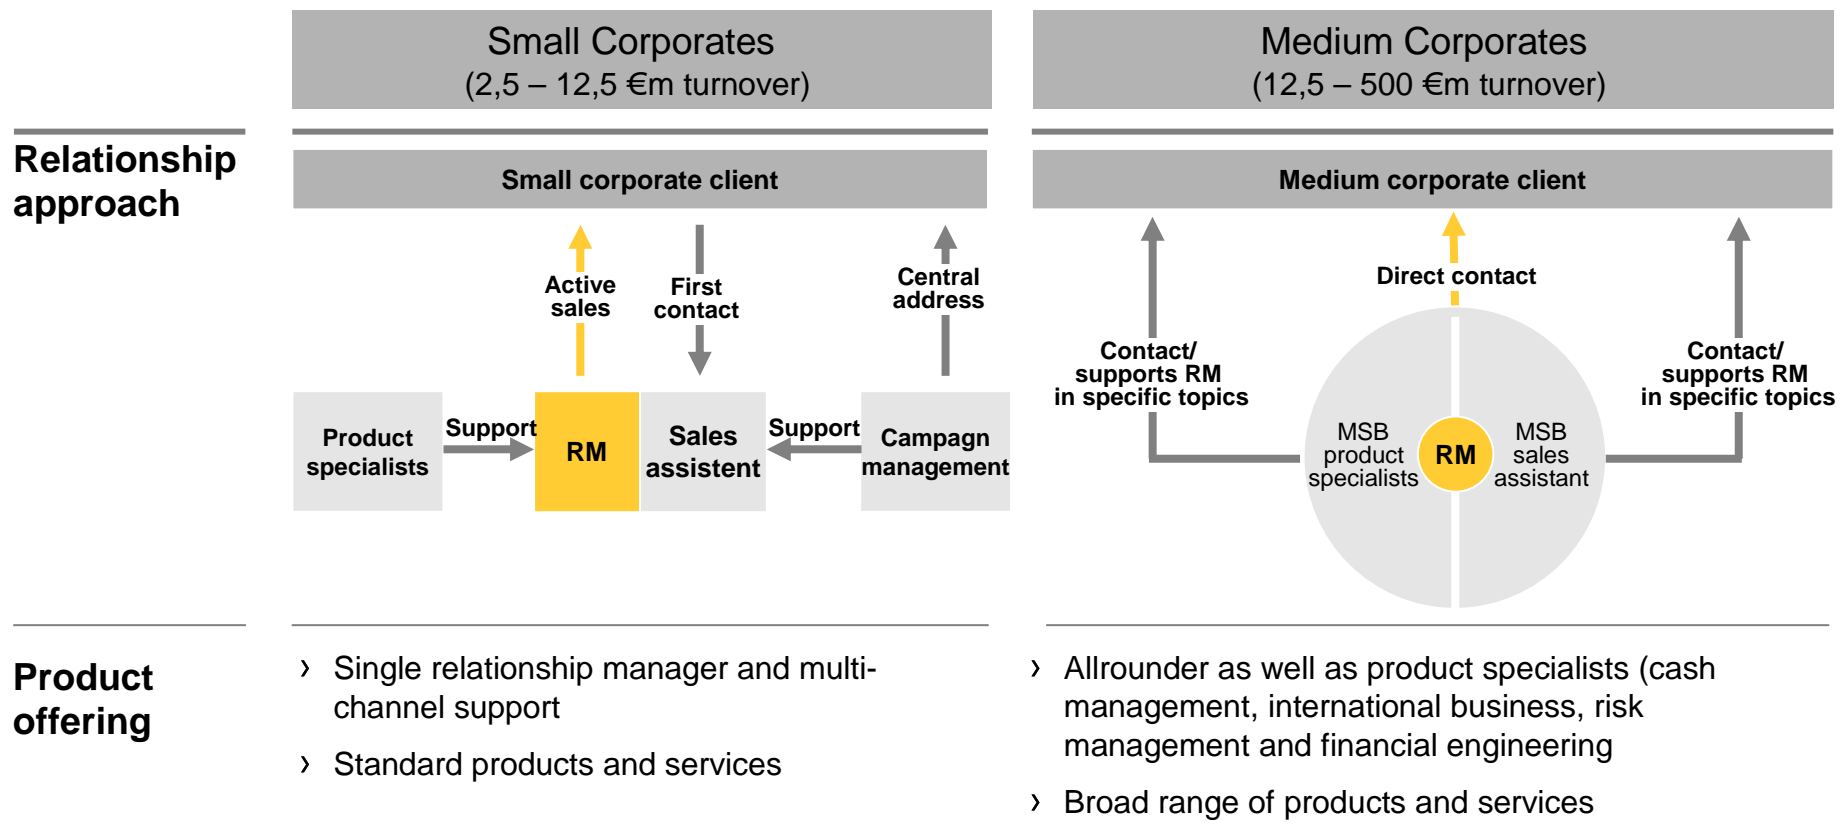 Small Corporates
(2,5 – 12,5 €m turnover)
Medium Corporates
(12,5 – 500 €m turnover)
Relationship
approach
Small corporate client
Active
sales
First
contact
Central
address
Product
specialists
Support
RM
Sales
assistent
Support
Campagn
management
Medium corporate client
Direct contact
Contact/
supports RM
in specific topics
Contact/
supports RM
in specific topics
MSB
product
specialists
RM
MSB
sales
assistant
Product
offering
› Single relationship manager and multi-
channel support
› Standard products and services
› Allrounder as well as product specialists (cash
management, international business, risk
management and financial engineering
› Broad range of products and services